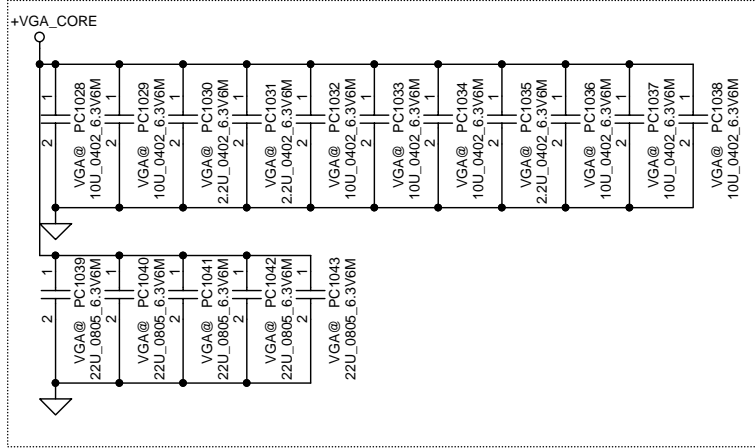 +VGA_CORE
1
2
VGA@ PC1028
10U_0402_6.3V6M
1
2
VGA@ PC1029
10U_0402_6.3V6M
1
2
VGA@ PC1030
2.2U_0402_6.3V6M
1
2
VGA@ PC1031
2.2U_0402_6.3V6M
1
2
VGA@ PC1032
10U_0402_6.3V6M
1
2
VGA@ PC1033
10U_0402_6.3V6M
1
2
VGA@ PC1034
10U_0402_6.3V6M
1
2
VGA@ PC1035
2.2U_0402_6.3V6M
1
2
VGA@ PC1036
10U_0402_6.3V6M
1
2
VGA@ PC1037
10U_0402_6.3V6M
1
2
VGA@ PC1038
10U_0402_6.3V6M
1
2
VGA@ PC1039
22U_0805_6.3V6M
1
2
VGA@ PC1040
22U_0805_6.3V6M
1
2
VGA@ PC1041
22U_0805_6.3V6M
1
2
VGA@ PC1042
22U_0805_6.3V6M
1
2
VGA@ PC1043
22U_0805_6.3V6M